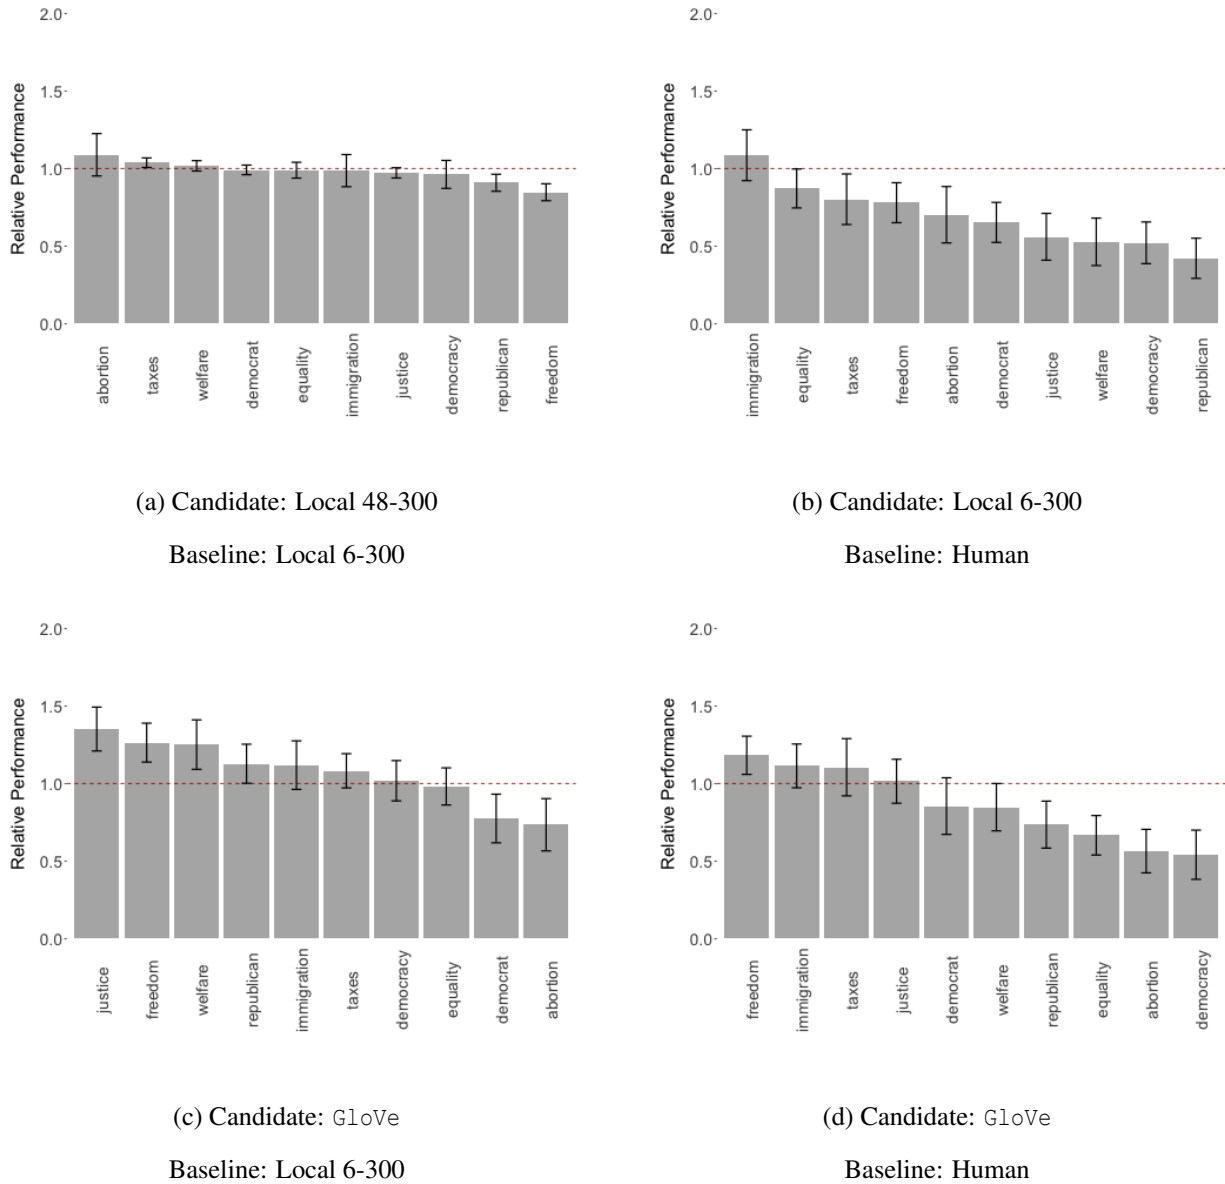 2.0-
1.5-
1.0-
0.5-
0.0-
Relative Performance
abortion
taxes
welfare
democrat
equality
immigration
justice
democracy
republican
freedom
(a) Candidate: Local 48-300
Baseline: Local 6-300
2.0-
1.5-
1.0-
0.5-
0.0-
Relative Performance
immigration
equality
taxes
freedom
abortion
democrat
justice
welfare
democracy
republican
(b) Candidate: Local 6-300
Baseline: Human
2.0-
1.5-
1.0-
0.5-
0.0-
Relative Performance
justice
freedom
welfare
republican
immigration
taxes
democracy
equality
democrat
abortion
(c) Candidate: GloVe
Baseline: Local 6-300
2.0-
1.5-
1.0-
0.5-
0.0-
Relative Performance
freedom
immigration
taxes
justice
democrat
welfare
republican
equality
abortion
democracy
(d) Candidate: GloVe
Baseline: Human